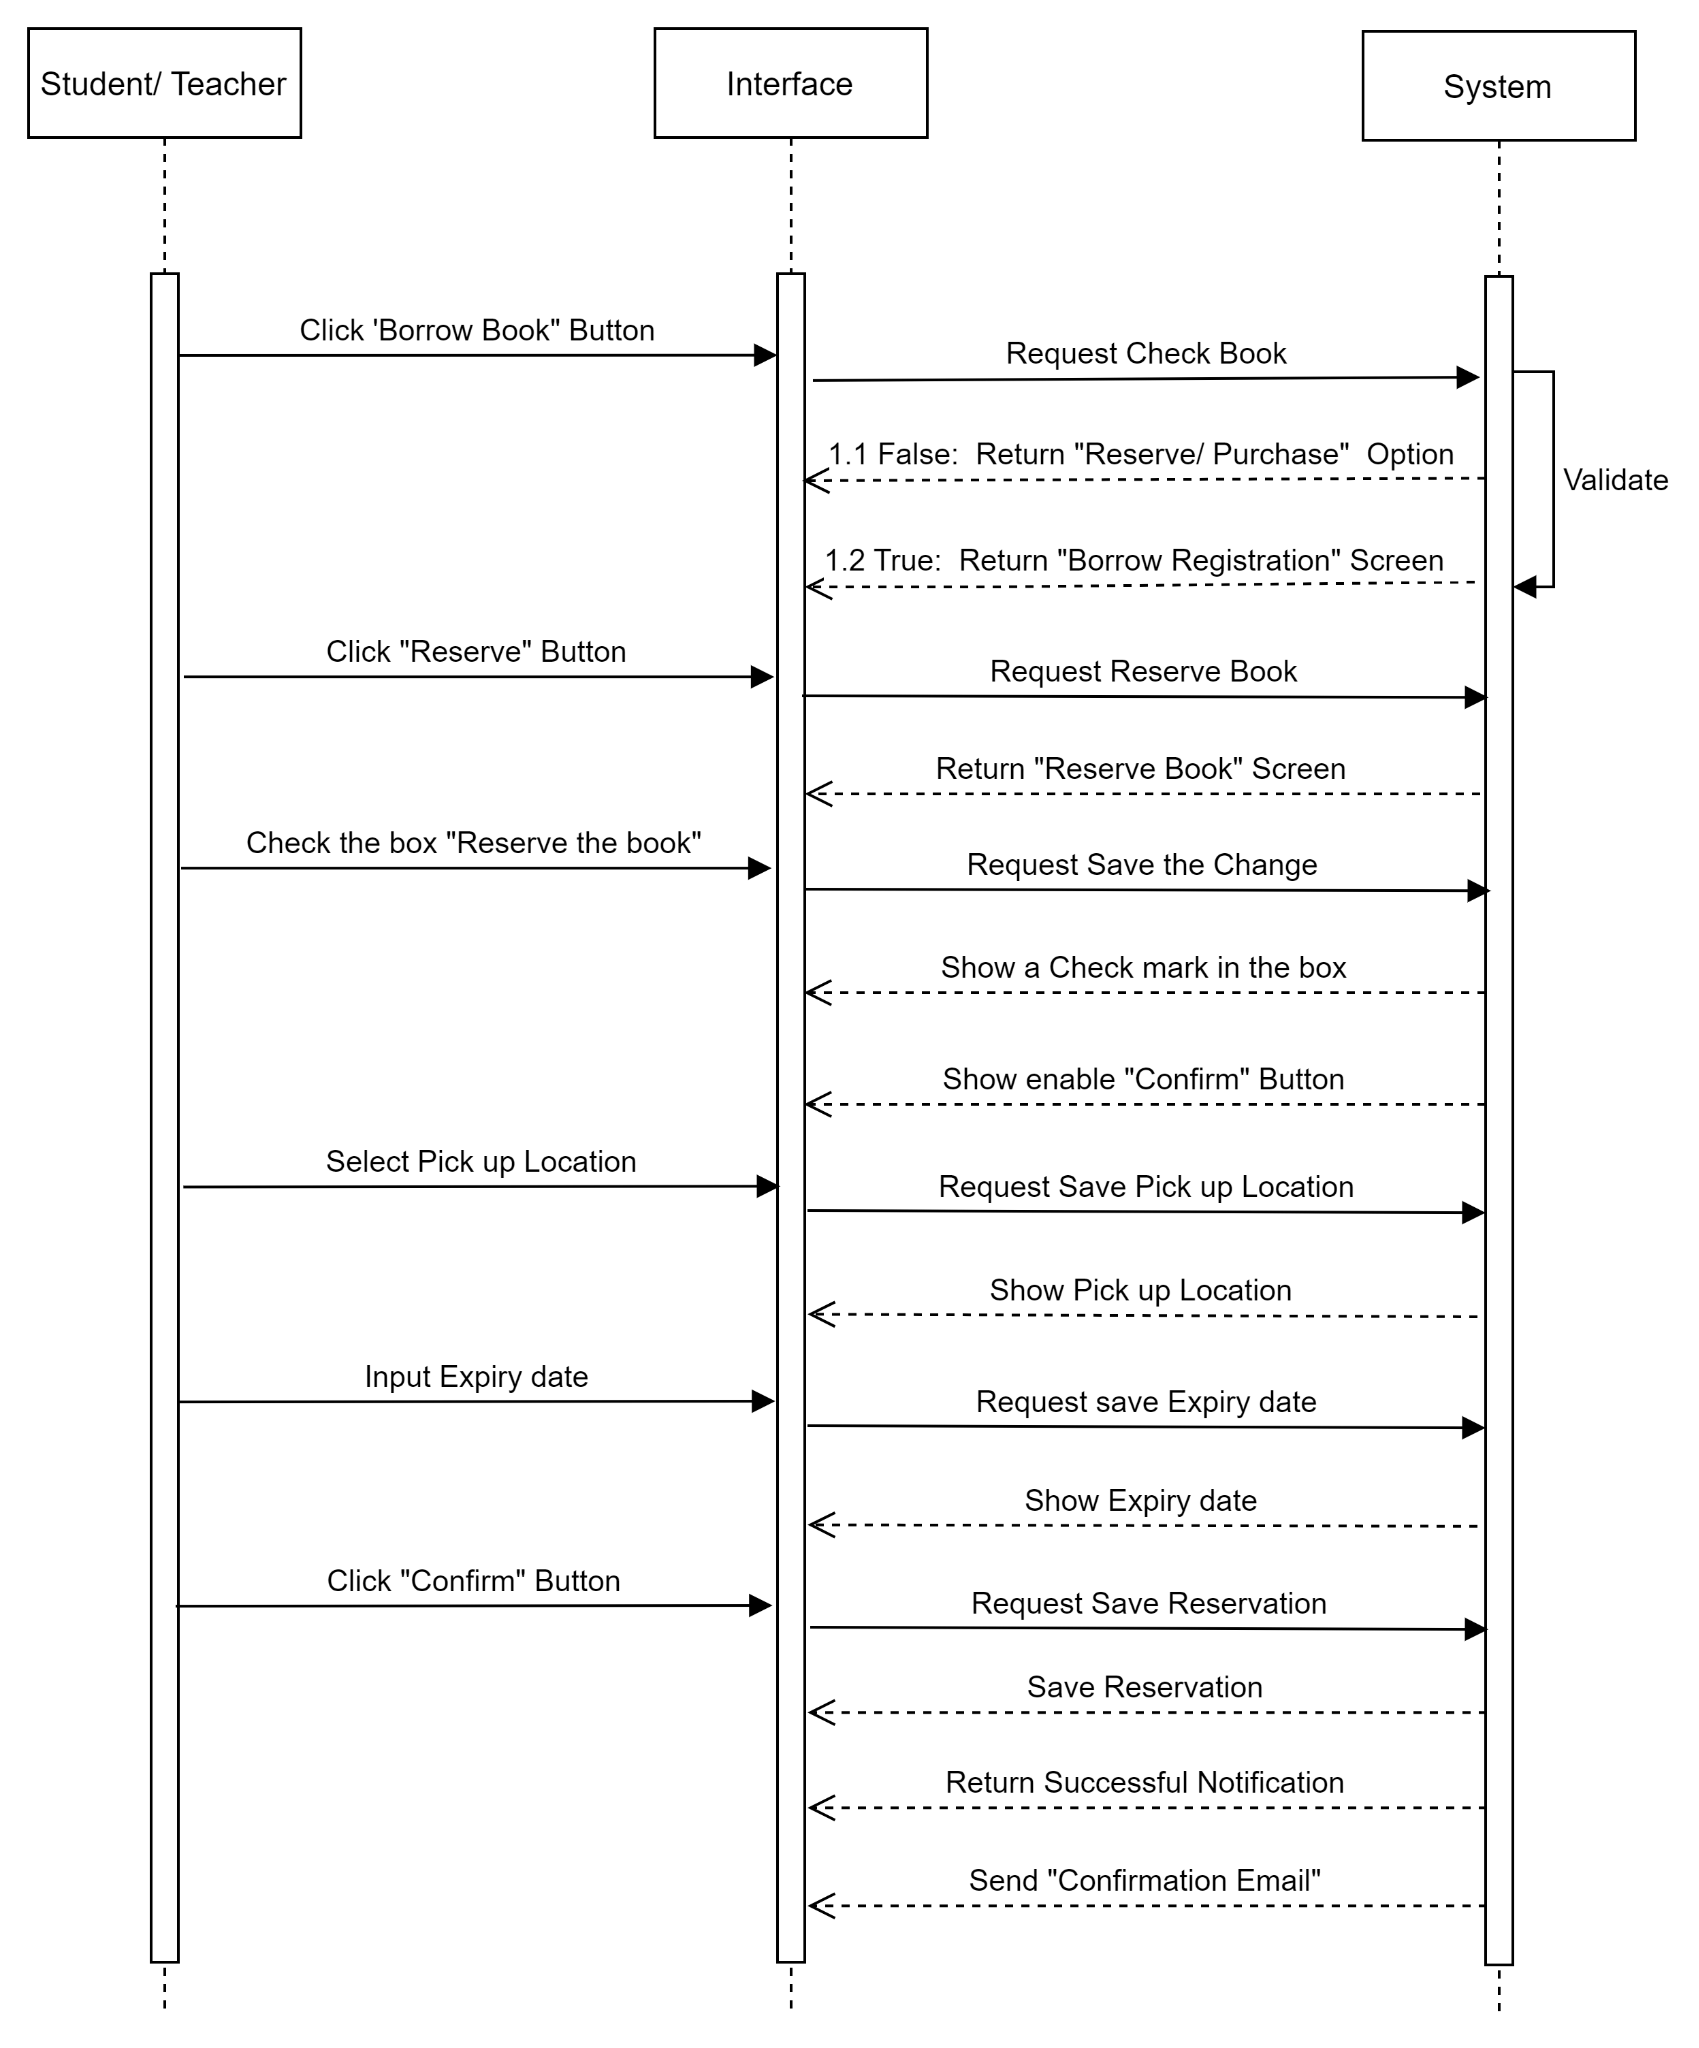 Student/ Teacher
Interface
System
Click 'Borrow Book" Button
Request Check Book
1.1 False:  Return "Reserve/ Purchase"  Option
Validate
1.2 True:  Return "Borrow Registration" Screen
Click "Reserve" Button
Request Reserve Book
Return "Reserve Book" Screen
Check the box "Reserve the book"
Request Save the Change
Show a Check mark in the box
Show enable "Confirm" Button
Select Pick up Location
Request Save Pick up Location
Show Pick up Location
Input Expiry date
Request save Expiry date
Show Expiry date
Click "Confirm" Button
Request Save Reservation
Save Reservation
Return Successful Notification
Send "Confirmation Email"